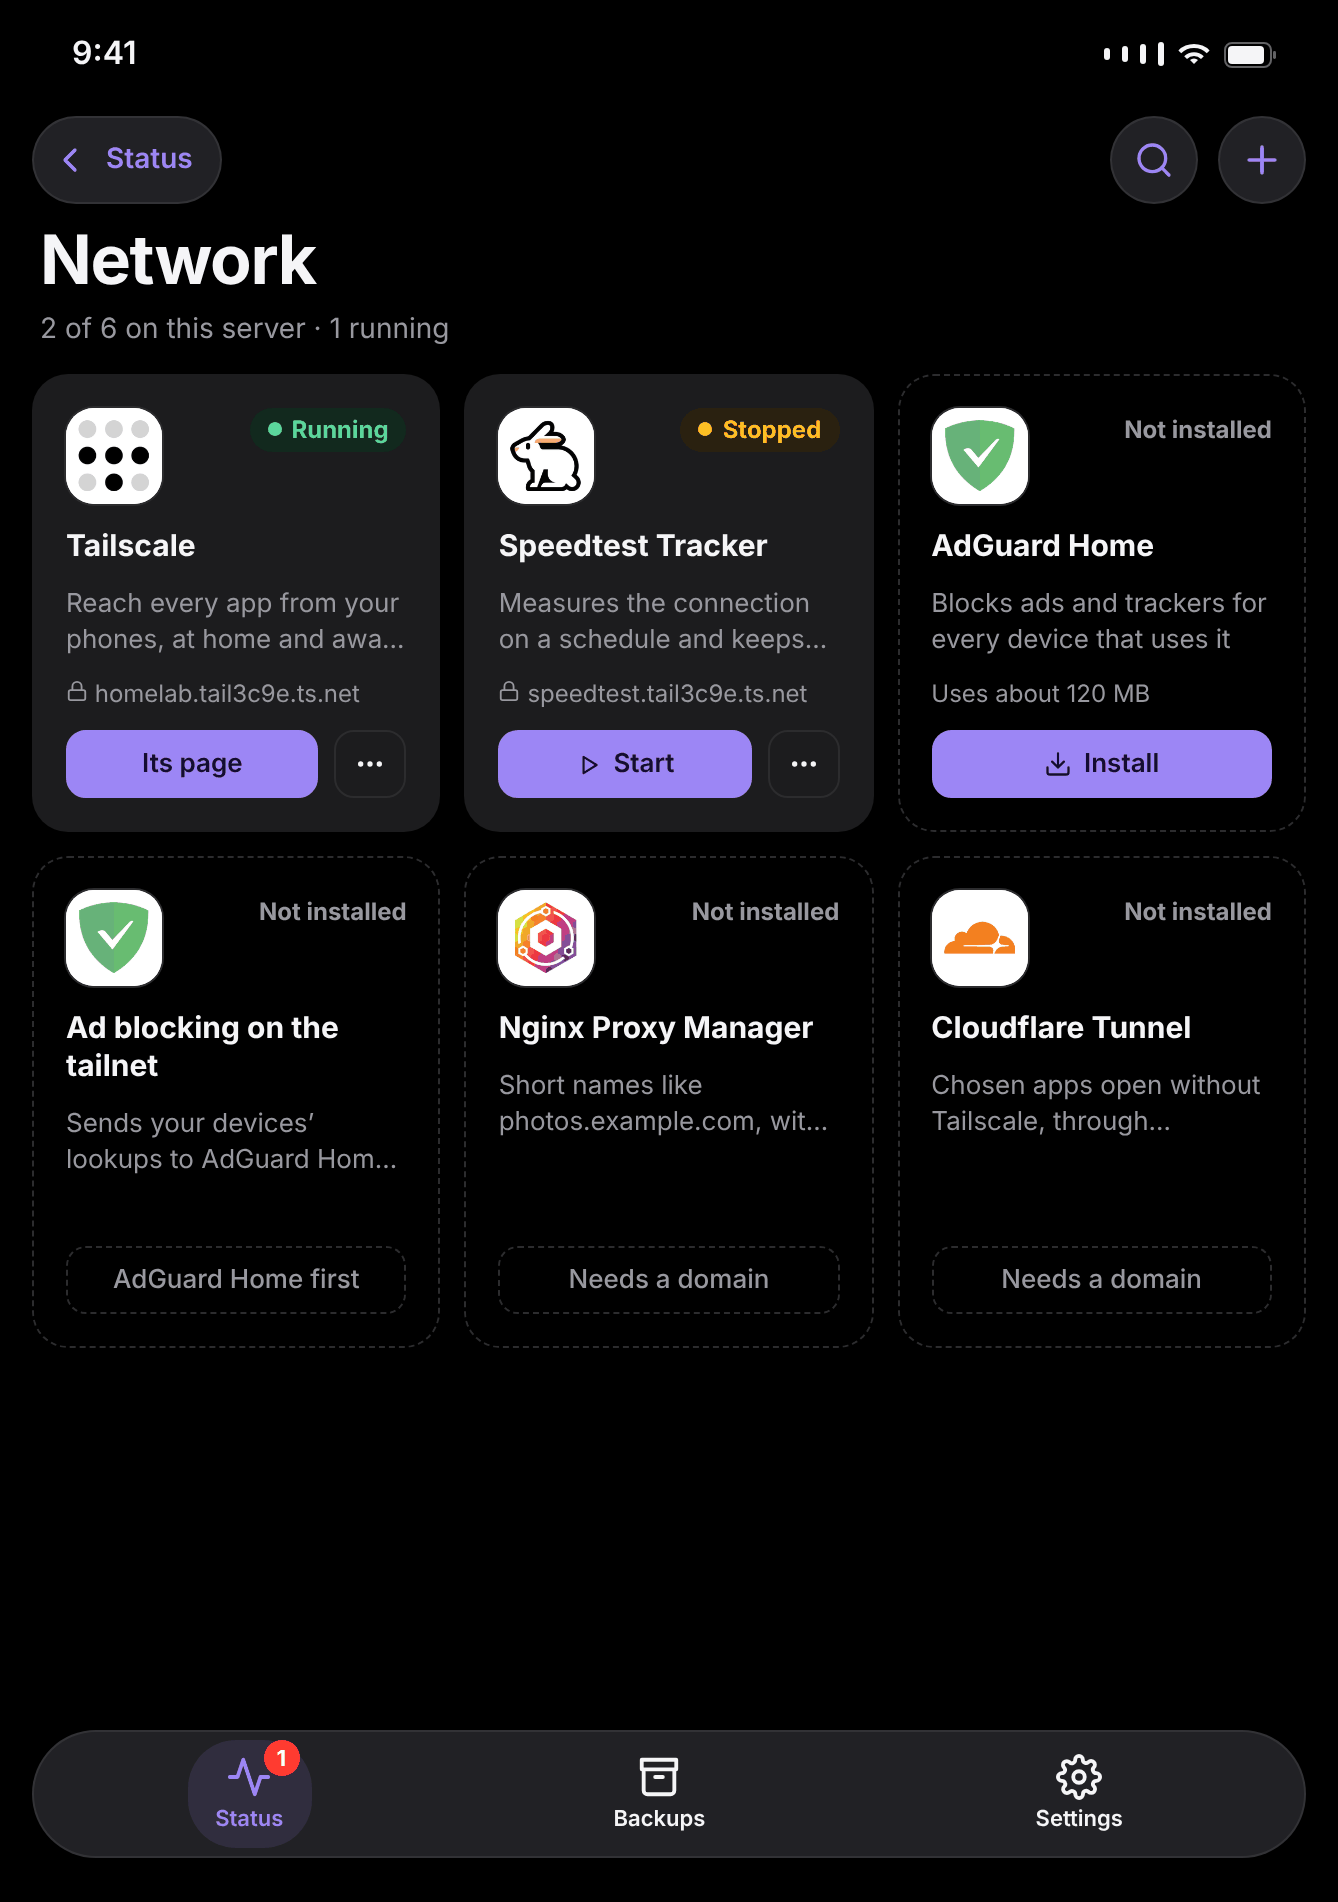 9:41
Status
Network
2 of 6 on this server · 1 running
Running
Tailscale
Reach every app from your
phones, at home and awa...
homelab.tail3c9e.ts.net
Its page
Stopped
Speedtest Tracker
Measures the connection
on a schedule and keeps...
speedtest.tail3c9e.ts.net
Start
Not installed
AdGuard Home
Blocks ads and trackers for
every device that uses it
Uses about 120 MB
Install
Not installed
Ad blocking on the
tailnet
Sends your devices’
lookups to AdGuard Hom...
AdGuard Home first
Not installed
Nginx Proxy Manager
Short names like
photos.example.com, wit...
Needs a domain
Not installed
Cloudflare Tunnel
Chosen apps open without
Tailscale, through...
Needs a domain
1
Status
Backups
Settings